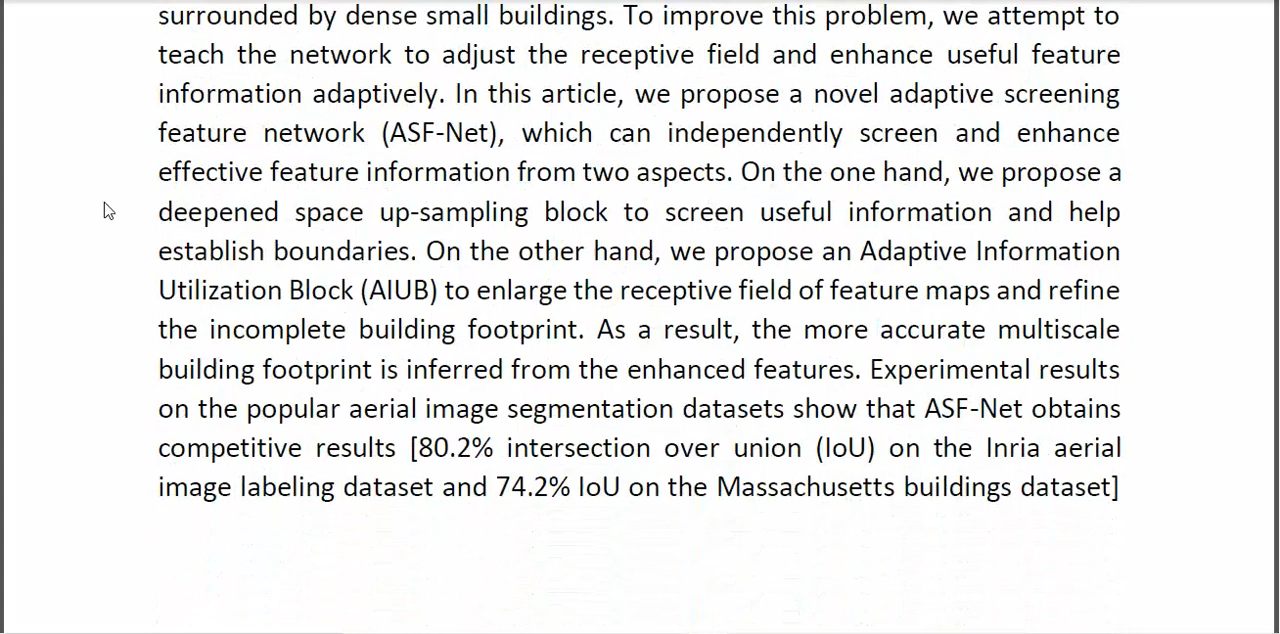 surrounded by dense small buildings. To improve this problem, we attempt to
teach the network to adjust the receptive field and enhance useful feature
information adaptively. In this article, we propose a novel adaptive screening
feature network (ASF-Net), which can independently screen and enhance
effective feature information from two aspects. On the one hand, we propose a
deepened space up-sampling block to screen useful information and help
establish boundaries. On the other hand, we propose an Adaptive Information
Utilization Block (AIUB) to enlarge the receptive field of feature maps and refine
the incomplete building footprint. As a result, the more accurate multiscale
building footprint is inferred from the enhanced features. Experimental results
on the popular aerial image segmentation datasets show that ASF-Net obtains
competitive results [80.2% intersection over union (IoU) on the Inria aerial
image labeling dataset and 74.2% IoU on the Massachusetts buildings dataset]